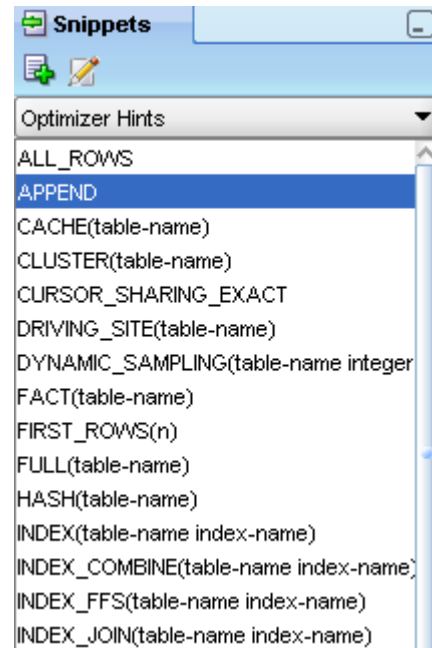 Snippets
Optimizer Hints
ALL_ROWS
APPEND
CACHE(table-name)
CLUSTER(table-name)
CURSOR_SHARING_EXACT
DRIVING_SITE(table-name)
DYNAMIC_SAMPLING(table-name integer
FACT(table-name)
FIRST_ROWS(n)
FULL(table-name)
HASH(table-name)
INDEX(table-name index-name)
INDEX_COMBINE(table-name index-name)
INDEX_FFS(table-name index-name)
INDEX_JOIN(table-name index-name)